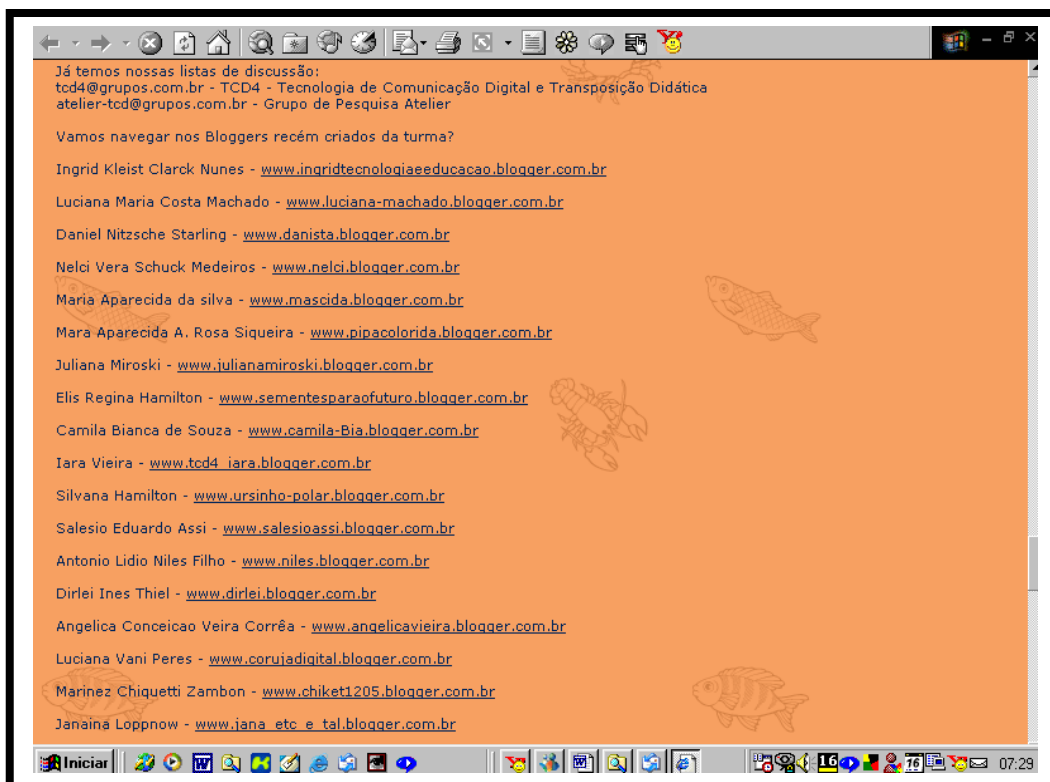 Já temos nossas listas de discussão:
tcd4@grupos.com.br - TCD4 - Tecnologia de Comunicação Digital e Transposição Didática
atelier-tcd@grupos.com.br - Grupo de Pesquisa Atelier
Vamos navegar nos Bloggers recém criados da turma?
Ingrid Kleist Clarck Nunes - www.ingridtecnologiaeeducacao.blogger.com.br
Luciana Maria Costa Machado - www.luciana-machado.blogger.com.br
Daniel Nitzsche Starling - www.danista.blogger.com.br
Nelci Vera Schuck Medeiros - www.nelci.blogger.com.br
Maria Aparecida da silva - www.mascida.blogger.com.br
Mara Aparecida A. Rosa Siqueira - www.pipacolorida.blogger.com.br
Juliana Miroski - www.julianamiroski.blogger.com.br
Elis Regina Hamilton - www.sementesparaofuturo.blogger.com.br
Camila Bianca de Souza - www.camila-Bia.blogger.com.br
Iara Vieira - www.tcd4_iara.blogger.com.br
Silvana Hamilton - www.ursinho-polar.blogger.com.br
Salesio Eduardo Assi - www.salesioassi.blogger.com.br
Antonio Lidio Niles Filho - www.niles.blogger.com.br
Dirlei Ines Thiel - www.dirlei.blogger.com.br
Angelica Conceicao Veira Corrêa - www.angelicavieira.blogger.com.br
Luciana Vani Peres - www.corujadigital.blogger.com.br
Marinez Chiquetti Zambon - www.chiket1205.blogger.com.br
Janaina Loppnow - www.jana_etc_e_tal.blogger.com.br
Iniciar 16 16 07:29